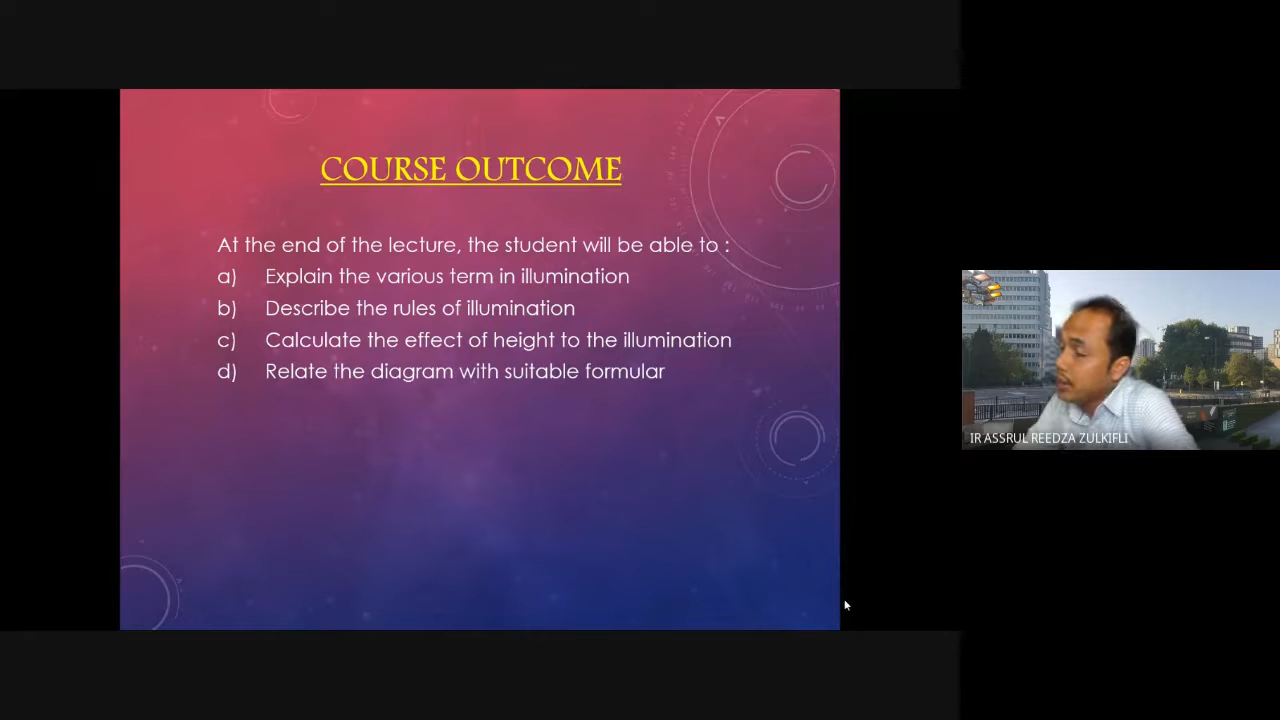 COURSE OUTCOME
At the end of the lecture, the student will be able to :
a) Explain the various term in illumination
b) Describe the rules of illumination
c) Calculate the effect of height to the illumination
d) Relate the diagram with suitable formular
IR ASSRUL REEDZA ZULKIFLI